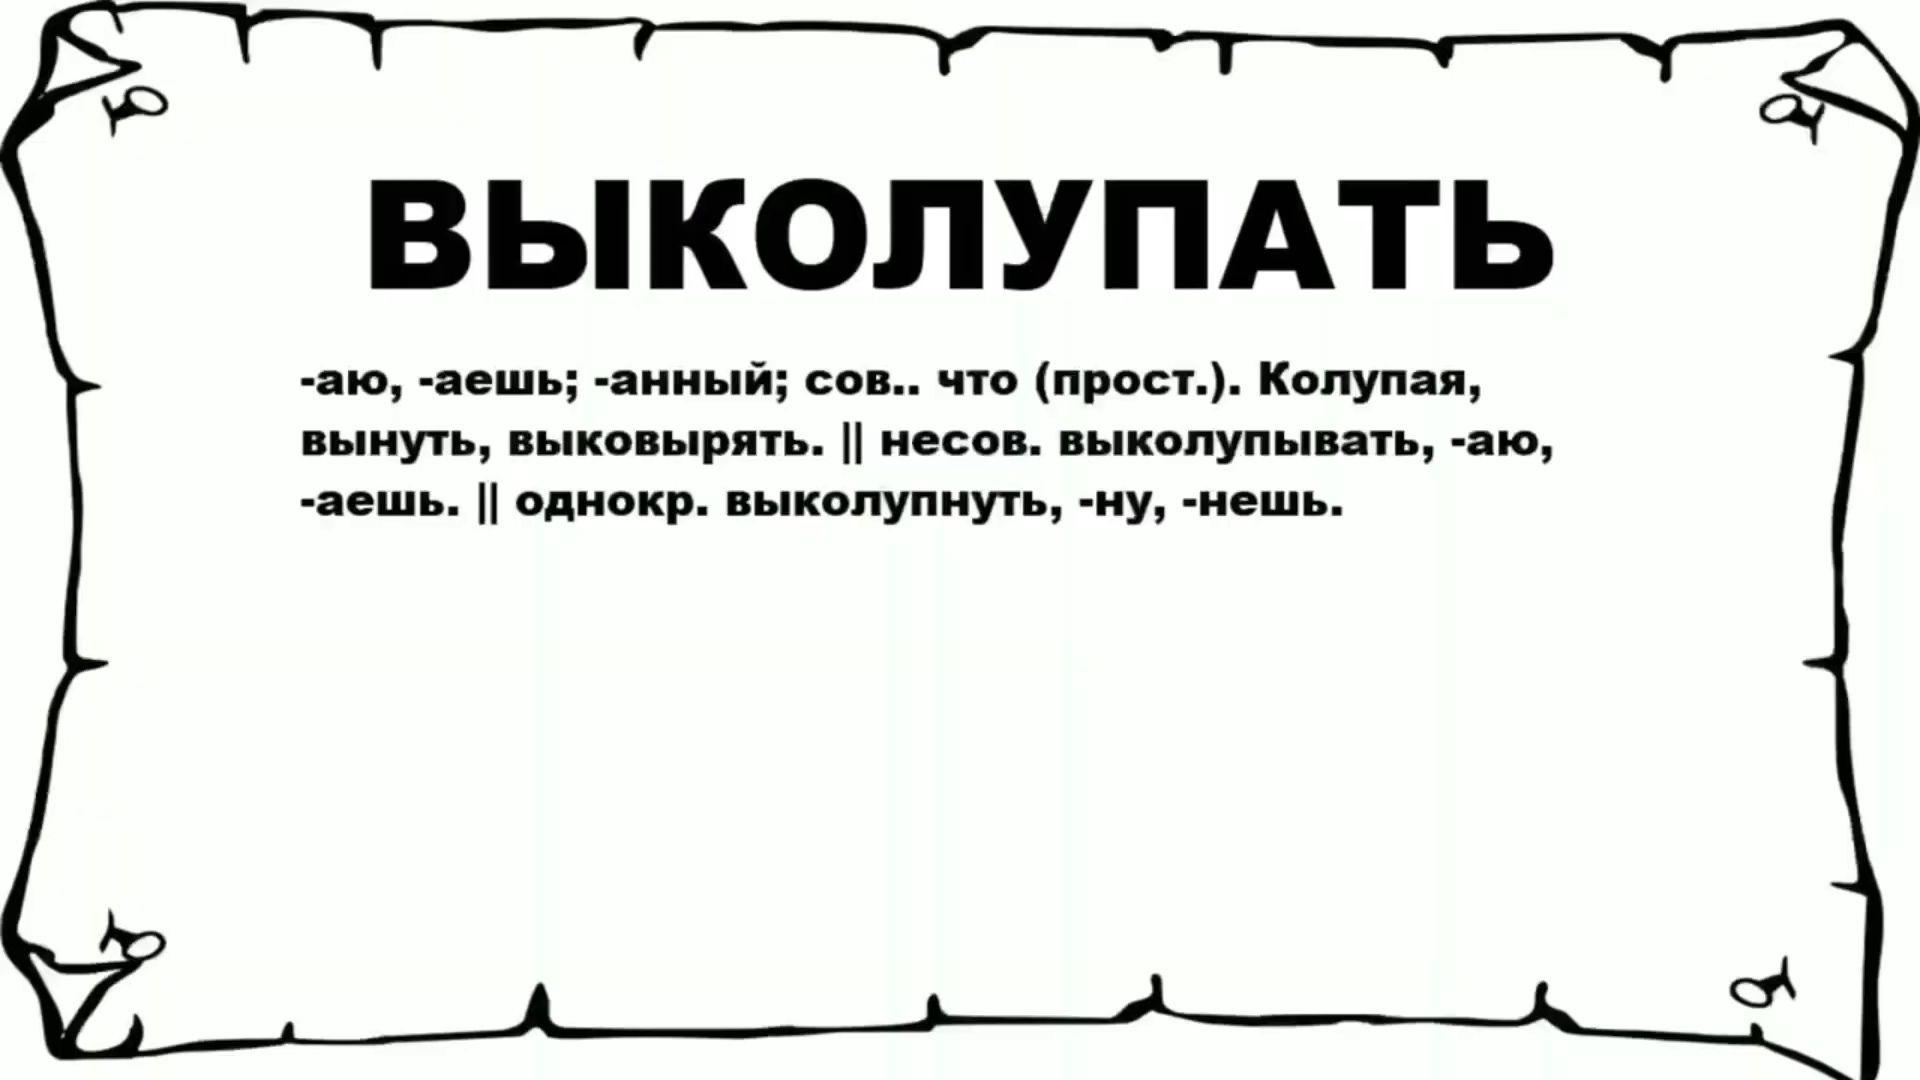 ВЫКОЛУПАТЬ
-аю, -аешь; -анный; сов.. что (прост.). Колупая,
вынуть, выковырять. || несов. выколупывать, -аю,
-аешь. || однокр. выколупнуть, -ну, -нешь.